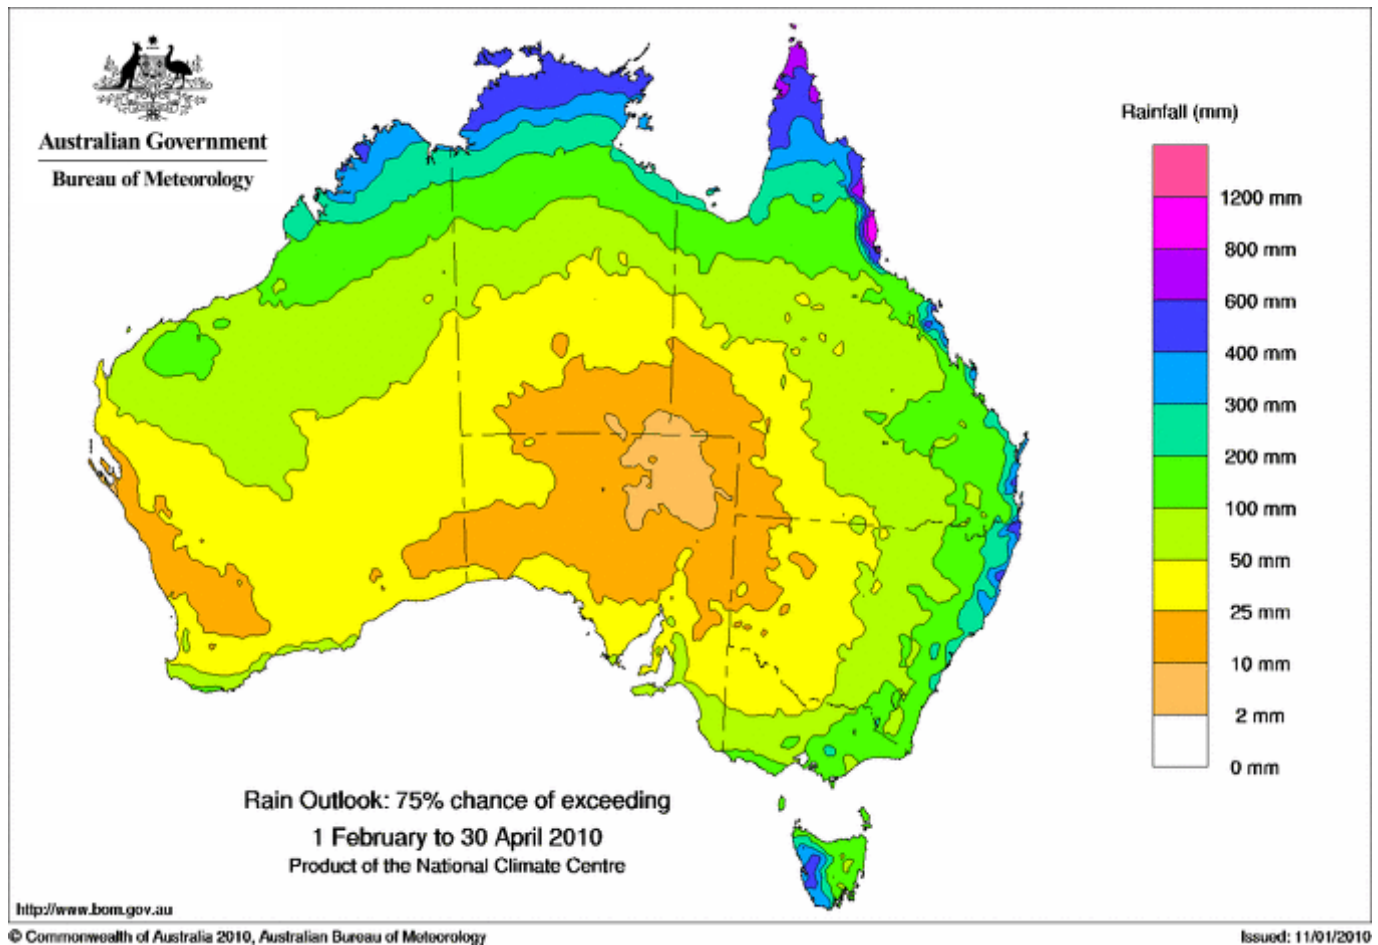 Australian Government
Bureau of Meteorology
Rainfall (mm)
1200 mm
800 mm
600 mm
400 mm
300 mm
200 mm
100 mm
50 mm
25 mm
10 mm
2 mm
0 mm
Rain Outlook: 75% chance of exceeding
1 February to 30 April 2010
Product of the National Climate Centre
http://www.bom.gov.au
© Commonwealth of Australia 2010, Australian Bureau of Meteorology
Issued: 11/01/2010